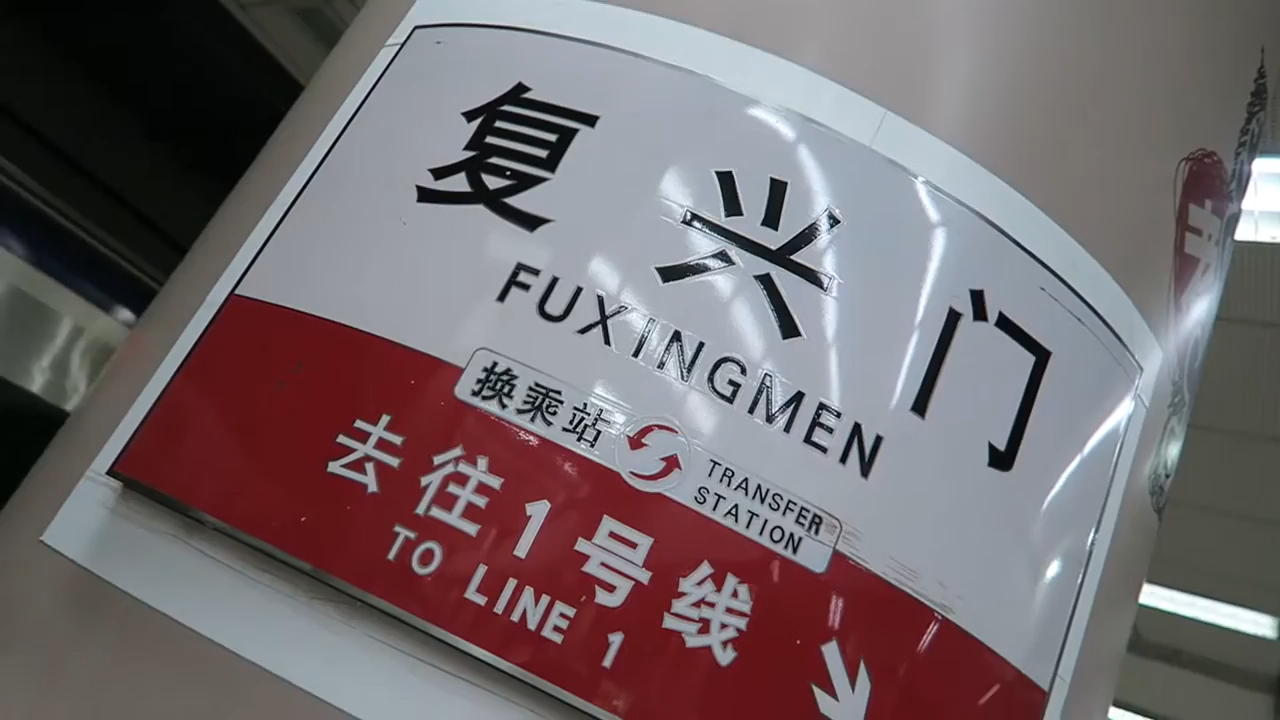 复兴门
FUXINGMEN
换乘站
TRANSFER
STATION
去往1号线
TO LINE 1